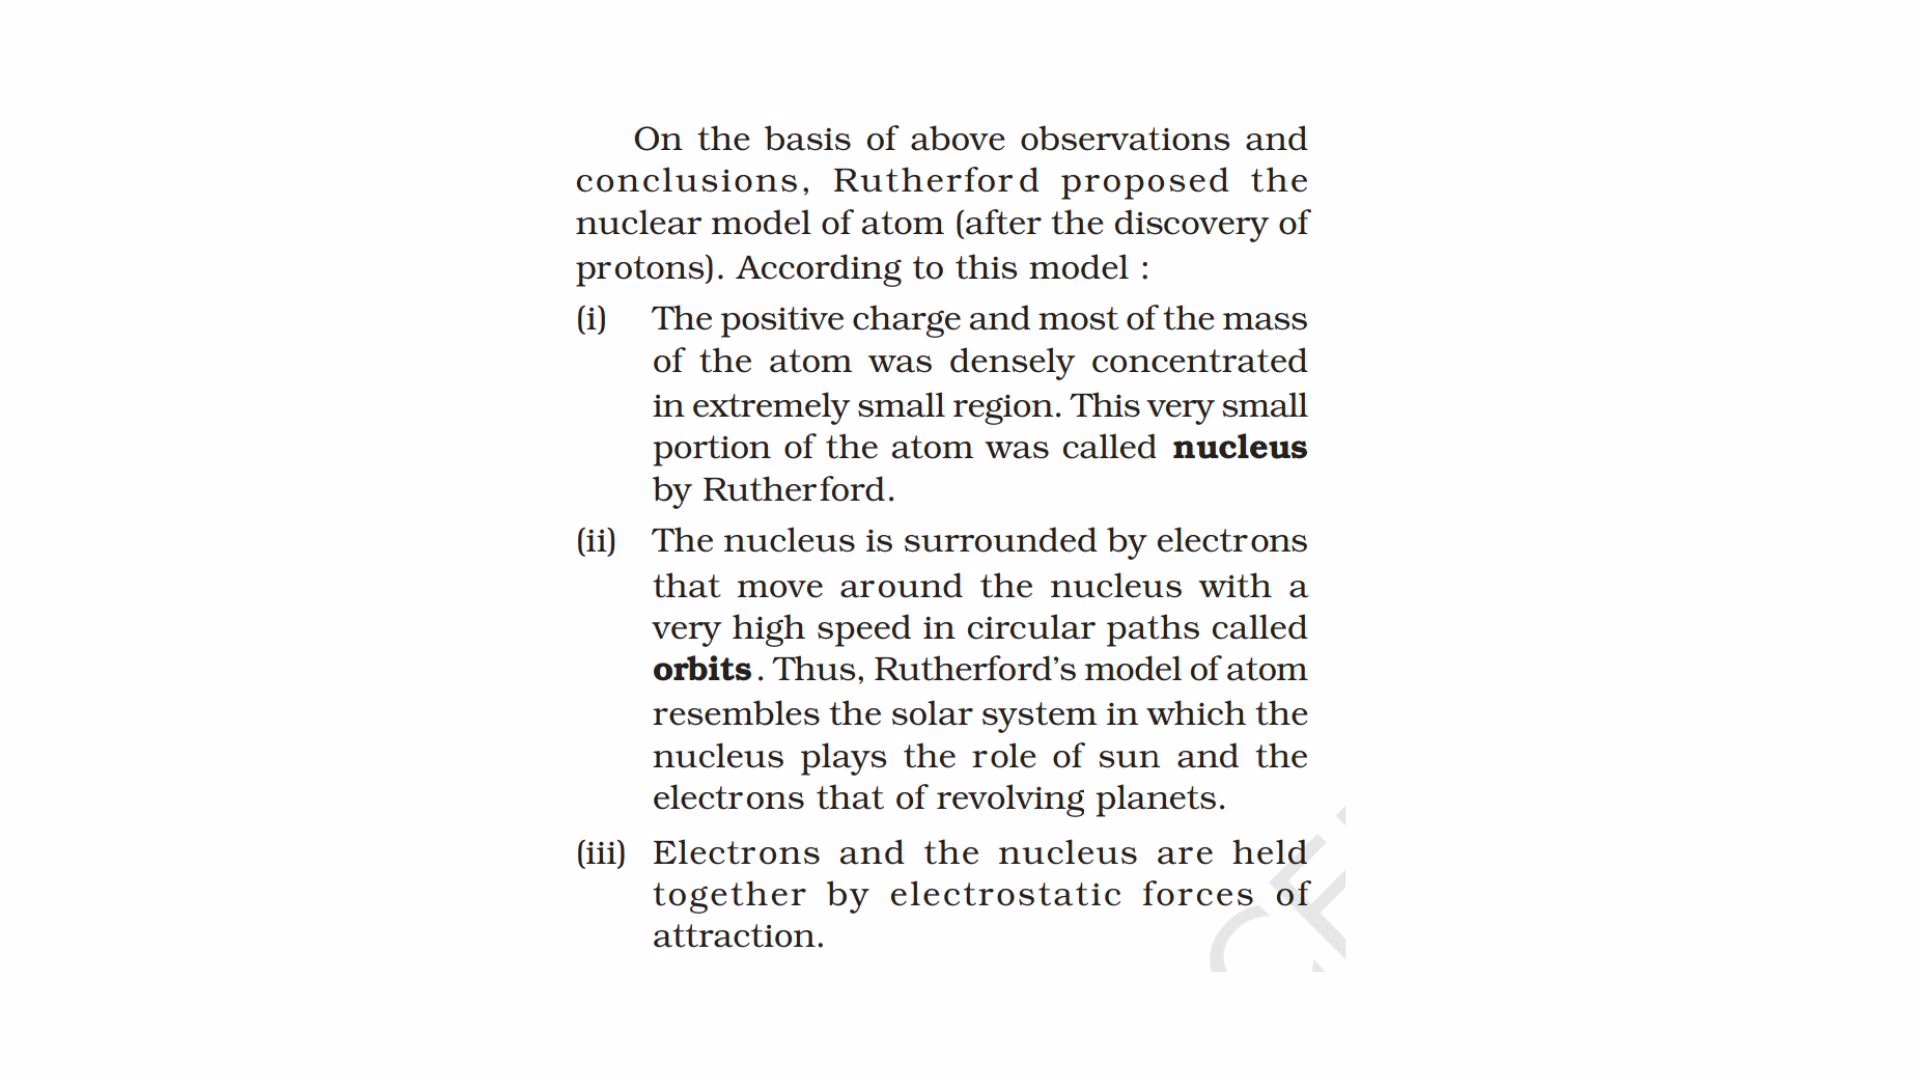 On the basis of above observations and
conclusions, Rutherford proposed the
nuclear model of atom (after the discovery of
protons). According to this model :
(i) The positive charge and most of the mass
of the atom was densely concentrated
in extremely small region. This very small
portion of the atom was called nucleus
by Rutherford.
(ii) The nucleus is surrounded by electrons
that move around the nucleus with a
very high speed in circular paths called
orbits. Thus, Rutherford’s model of atom
resembles the solar system in which the
nucleus plays the role of sun and the
electrons that of revolving planets.
(iii) Electrons and the nucleus are held
together by electrostatic forces of
attraction.